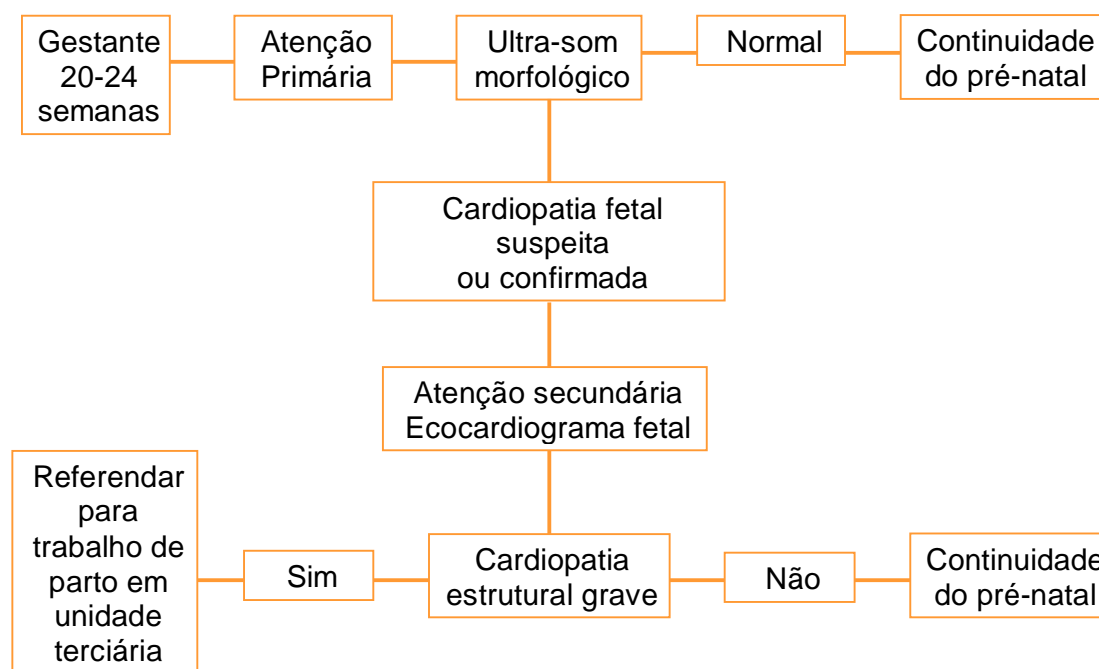 Gestante
20-24
semanas
Atenção
Primária
Ultra-som
morfológico
Normal
Continuidade
do pré-natal
Cardiopatia fetal
suspeita
ou confirmada
Atenção secundária
Ecocardiograma fetal
Referendar
para
trabalho de
parto em
unidade
terciária
Sim
Cardiopatia
estrutural grave
Não
Continuidade
do pré-natal